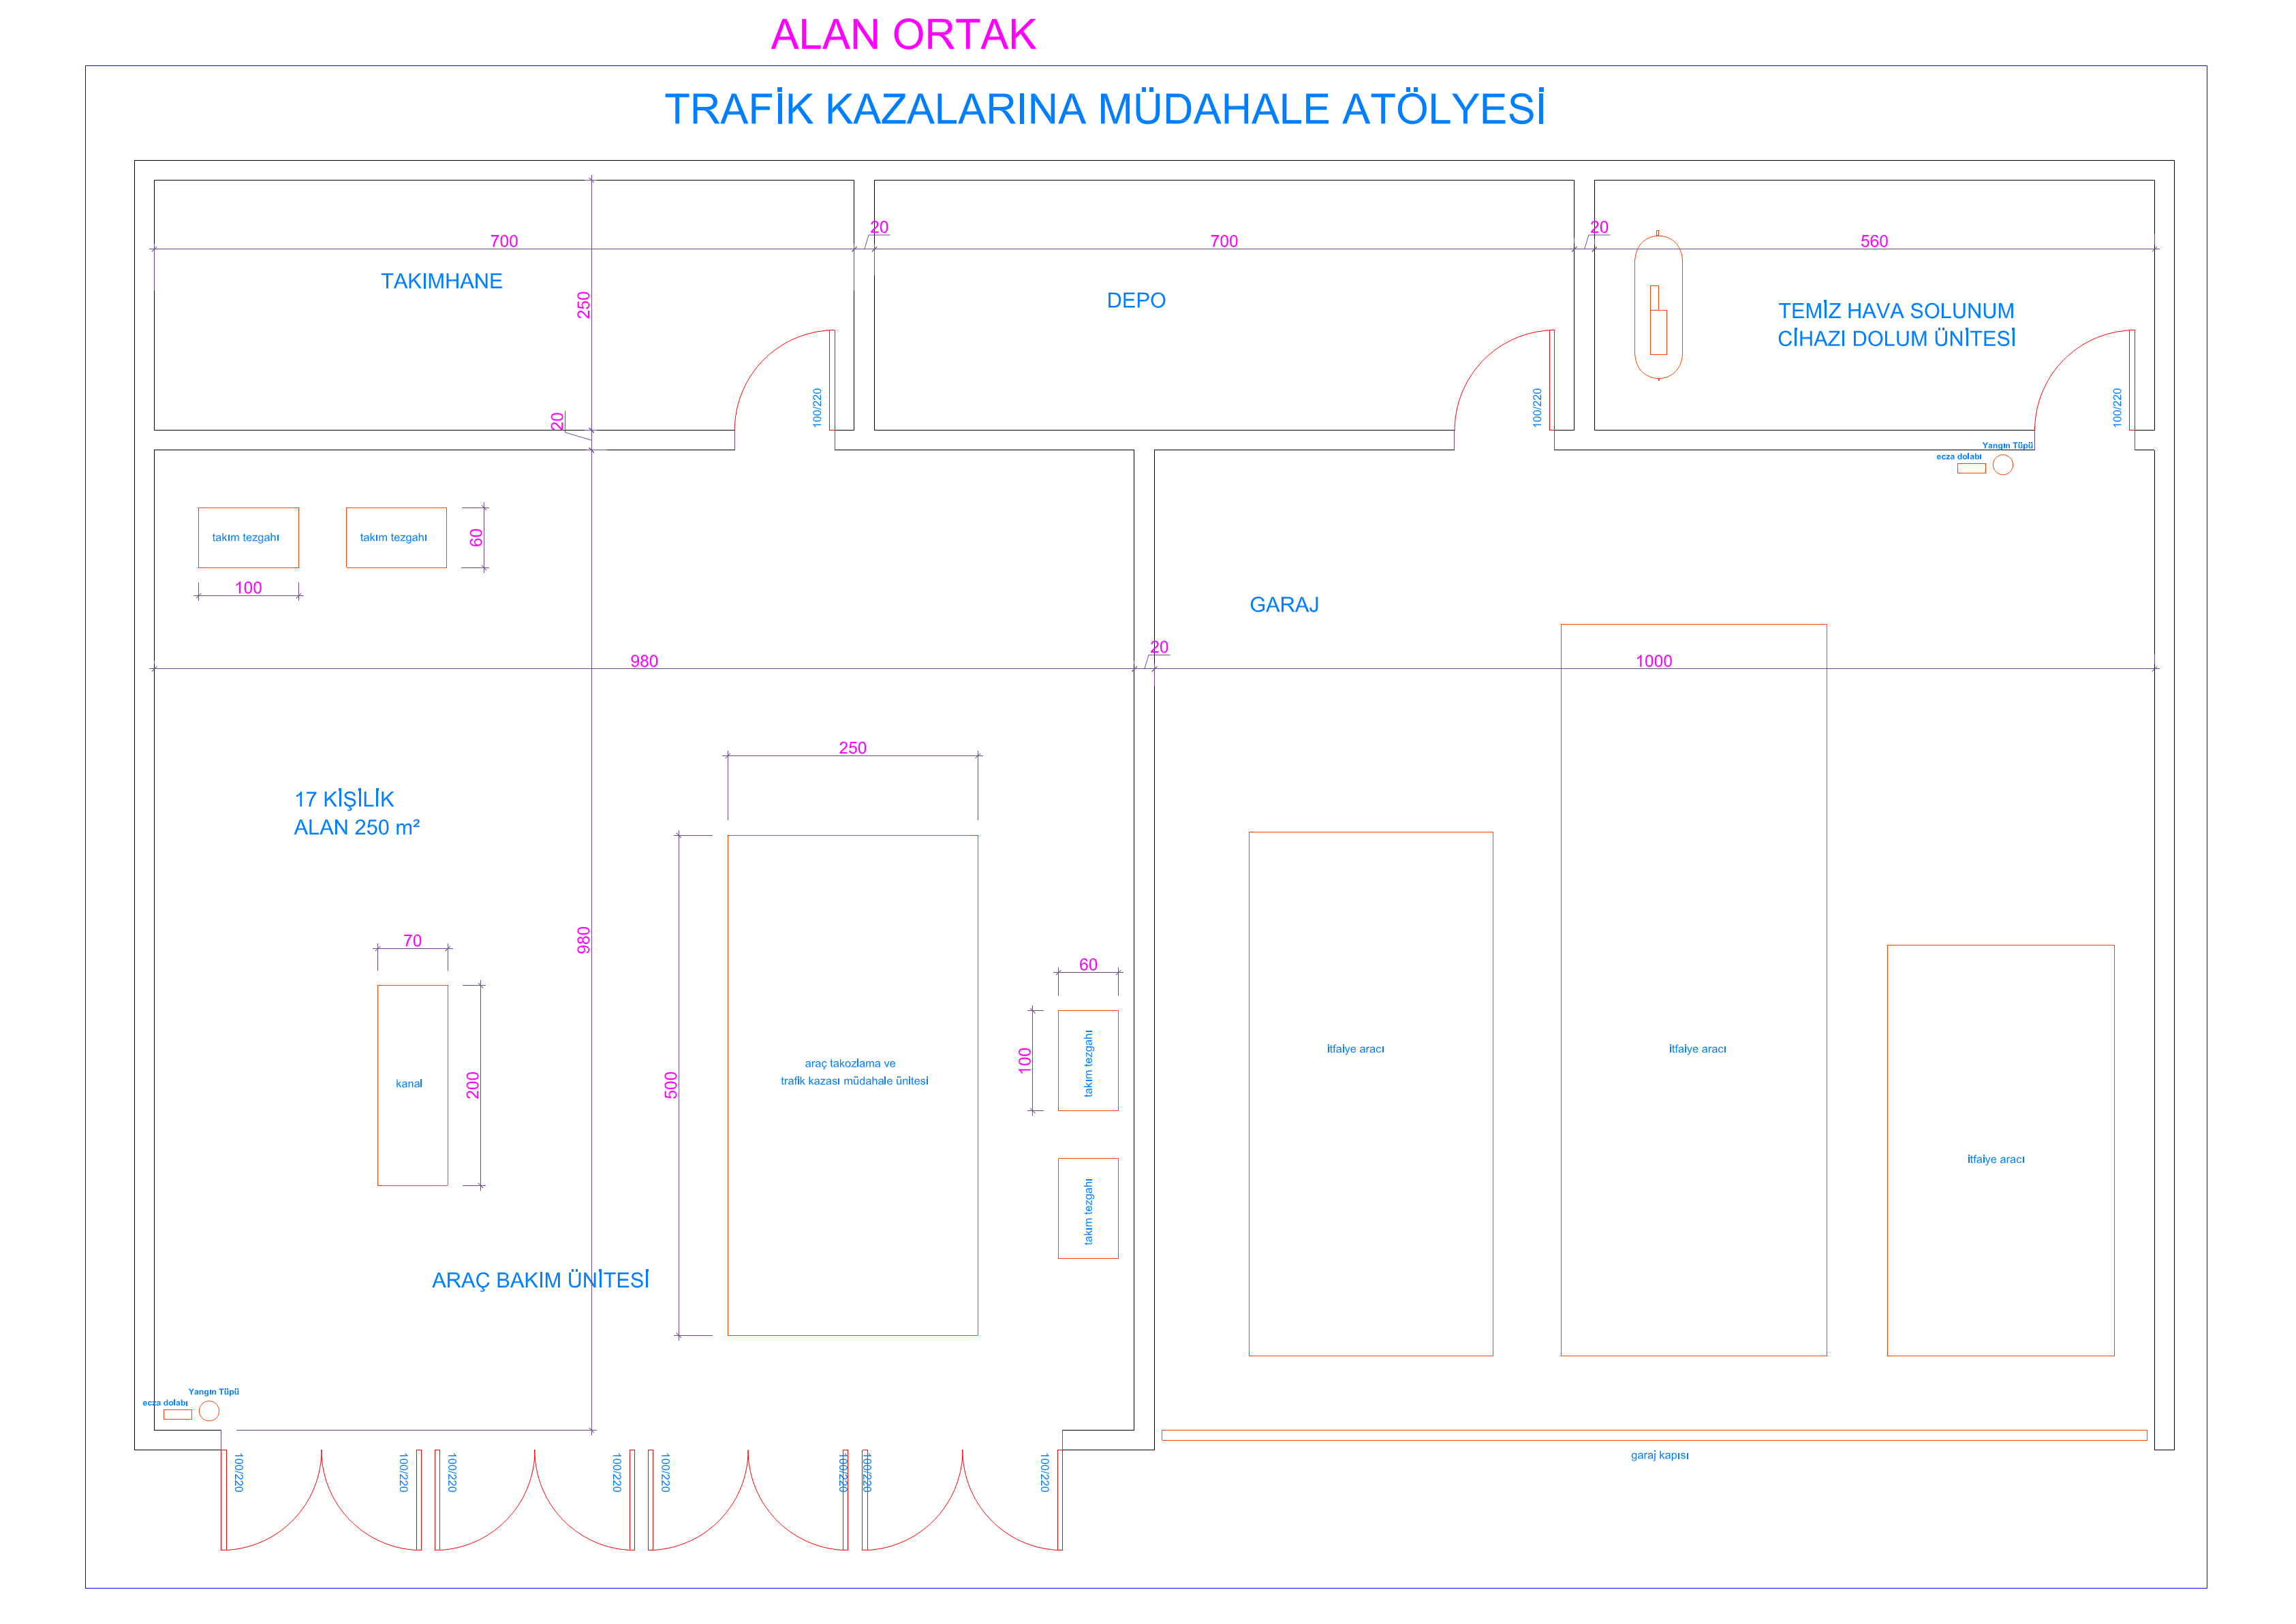 ALAN ORTAK
TRAFİK KAZALARINA MÜDAHALE ATÖLYESİ
700
20
700
20
560
TAKIMHANE
250
DEPO
TEMİZ HAVA SOLUNUM
CİHAZI DOLUM ÜNİTESİ
100/220
100/220
100/220
20
Yangın Tüpü
ecza dolabı
takım tezgahı
takım tezgahı
60
100
GARAJ
980
20
1000
250
17 KİŞİLİK
ALAN 250 m²
980
70
60
kanal
200
500
araç takozlama ve
trafik kazası müdahale ünitesi
100
takım tezgahı
takım tezgahı
itfaiye aracı
itfaiye aracı
itfaiye aracı
ARAÇ BAKIM ÜNİTESİ
Yangın Tüpü
ecza dolabı
100/220
100/220
100/220
100/220
100/220
100/220
100/220
100/220
garaj kapısı